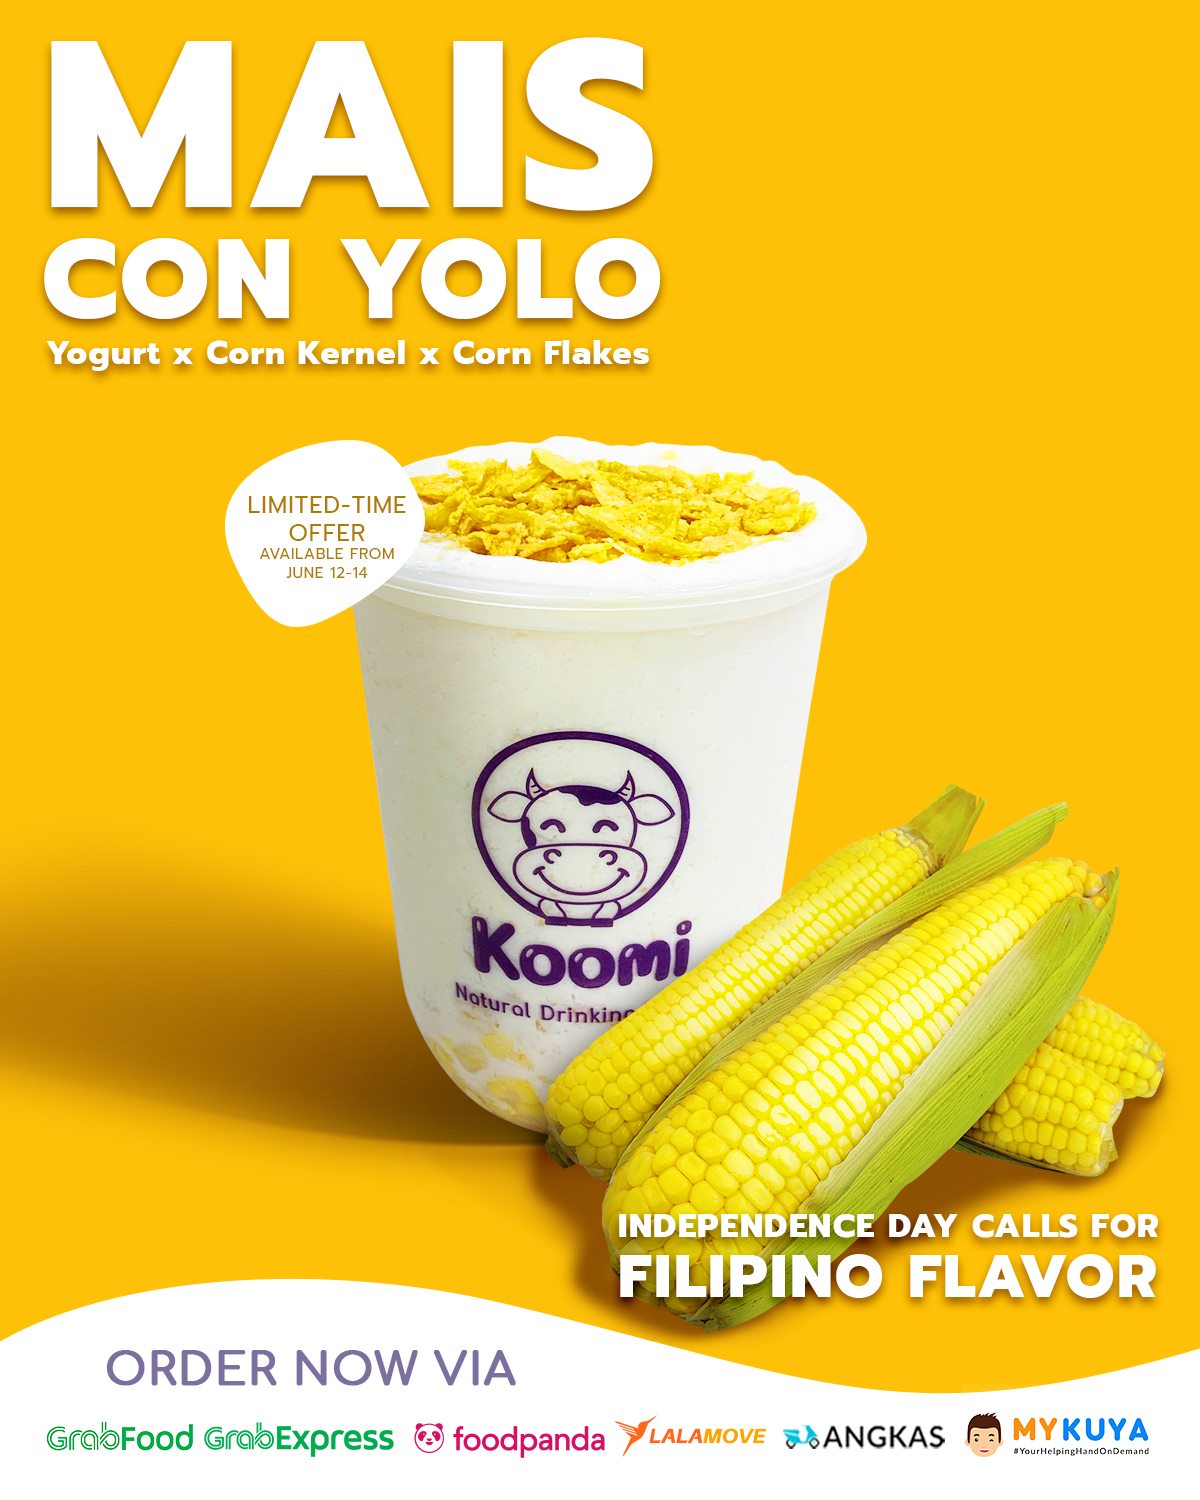 MAIS
CON YOLO
Yogurt x Corn Kernel x Corn Flakes
LIMITED-TIME
OFFER
AVAILABLE FROM
JUNE 12-14
Koomi
Natural Drinking
INDEPENDENCE DAY CALLS FOR
FILIPINO FLAVOR
ORDER NOW VIA
GrabFood GrabExpress foodpanda LALAMOVE ANGKAS MYKUYA
#YourHelpingHandOnDemand